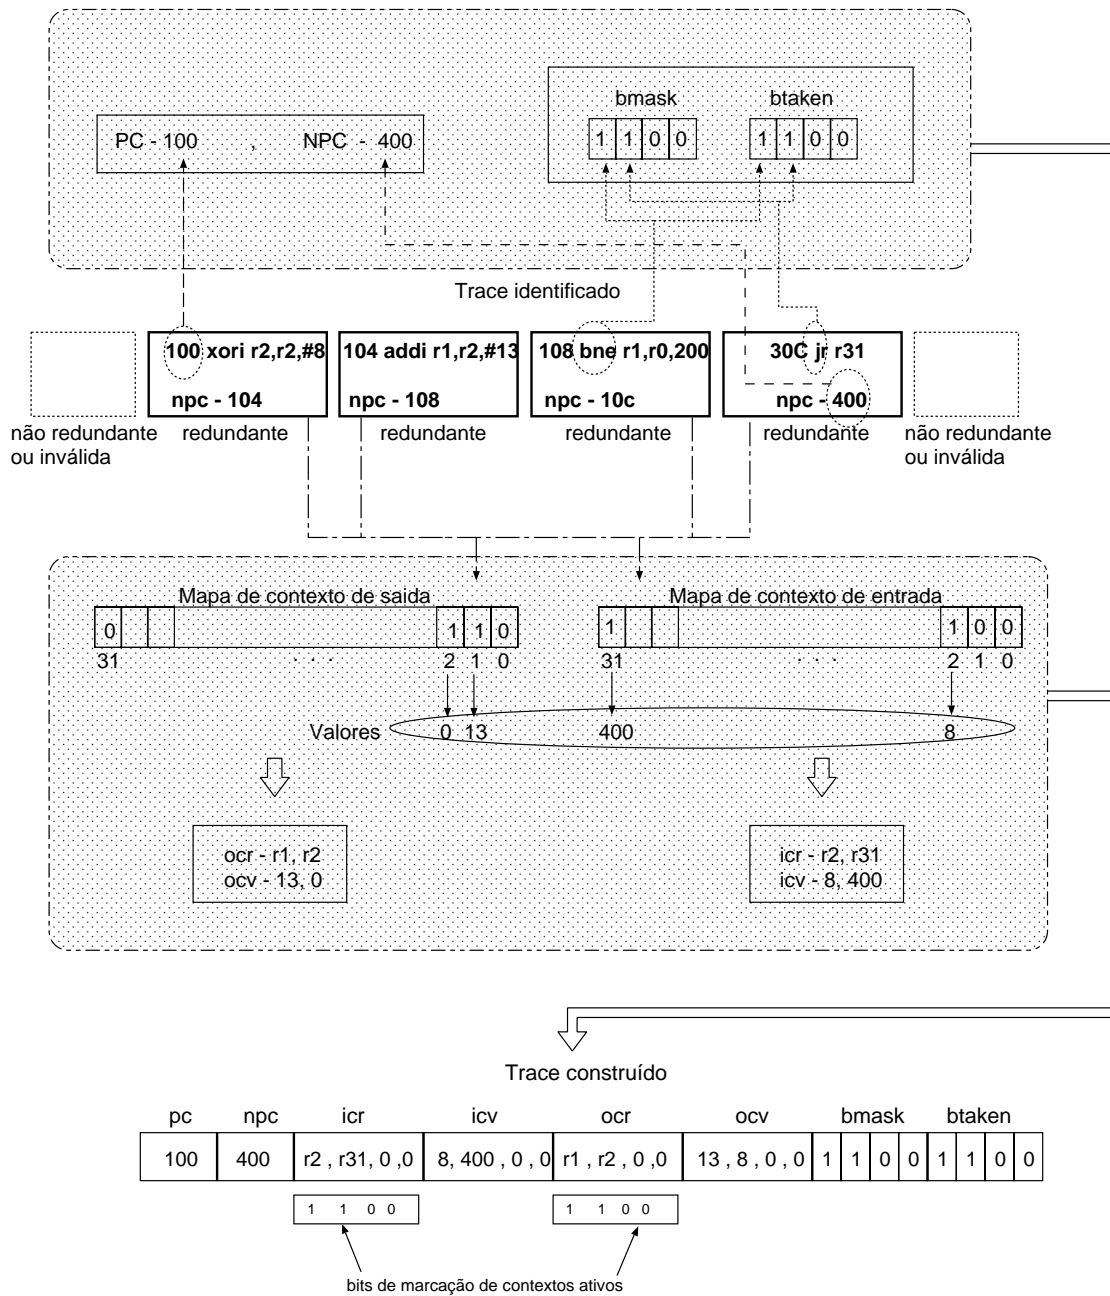 bmask btaken
PC - 100 , NPC - 400
1 1 0 0 1 1 0 0
Trace identificado
100 xori r2,r2,#8 104 addi r1,r2,#13 108 bne r1,r0,200 30C jr r31
npc - 104 npc - 108 npc - 10c npc - 400
não redundante redundante redundante redundante redundante não redundante
ou inválida ou inválida
Mapa de contexto de saida Mapa de contexto de entrada
0 1 1 0 1 1 0 0
31 . . . 2 1 0 31 . . . 2 1 0
Valores 0 13 400 8
ocr - r1, r2 icr - r2, r31
ocv - 13, 0 icv - 8, 400
Trace construído
pc npc icr icv ocr ocv bmask btaken
100 400 r2 , r31, 0 ,0 8, 400 , 0 , 0 r1 , r2 , 0 ,0 13 , 8 , 0 , 0 1 1 0 0 1 1 0 0
1 1 0 0 1 1 0 0
bits de marcação de contextos ativos